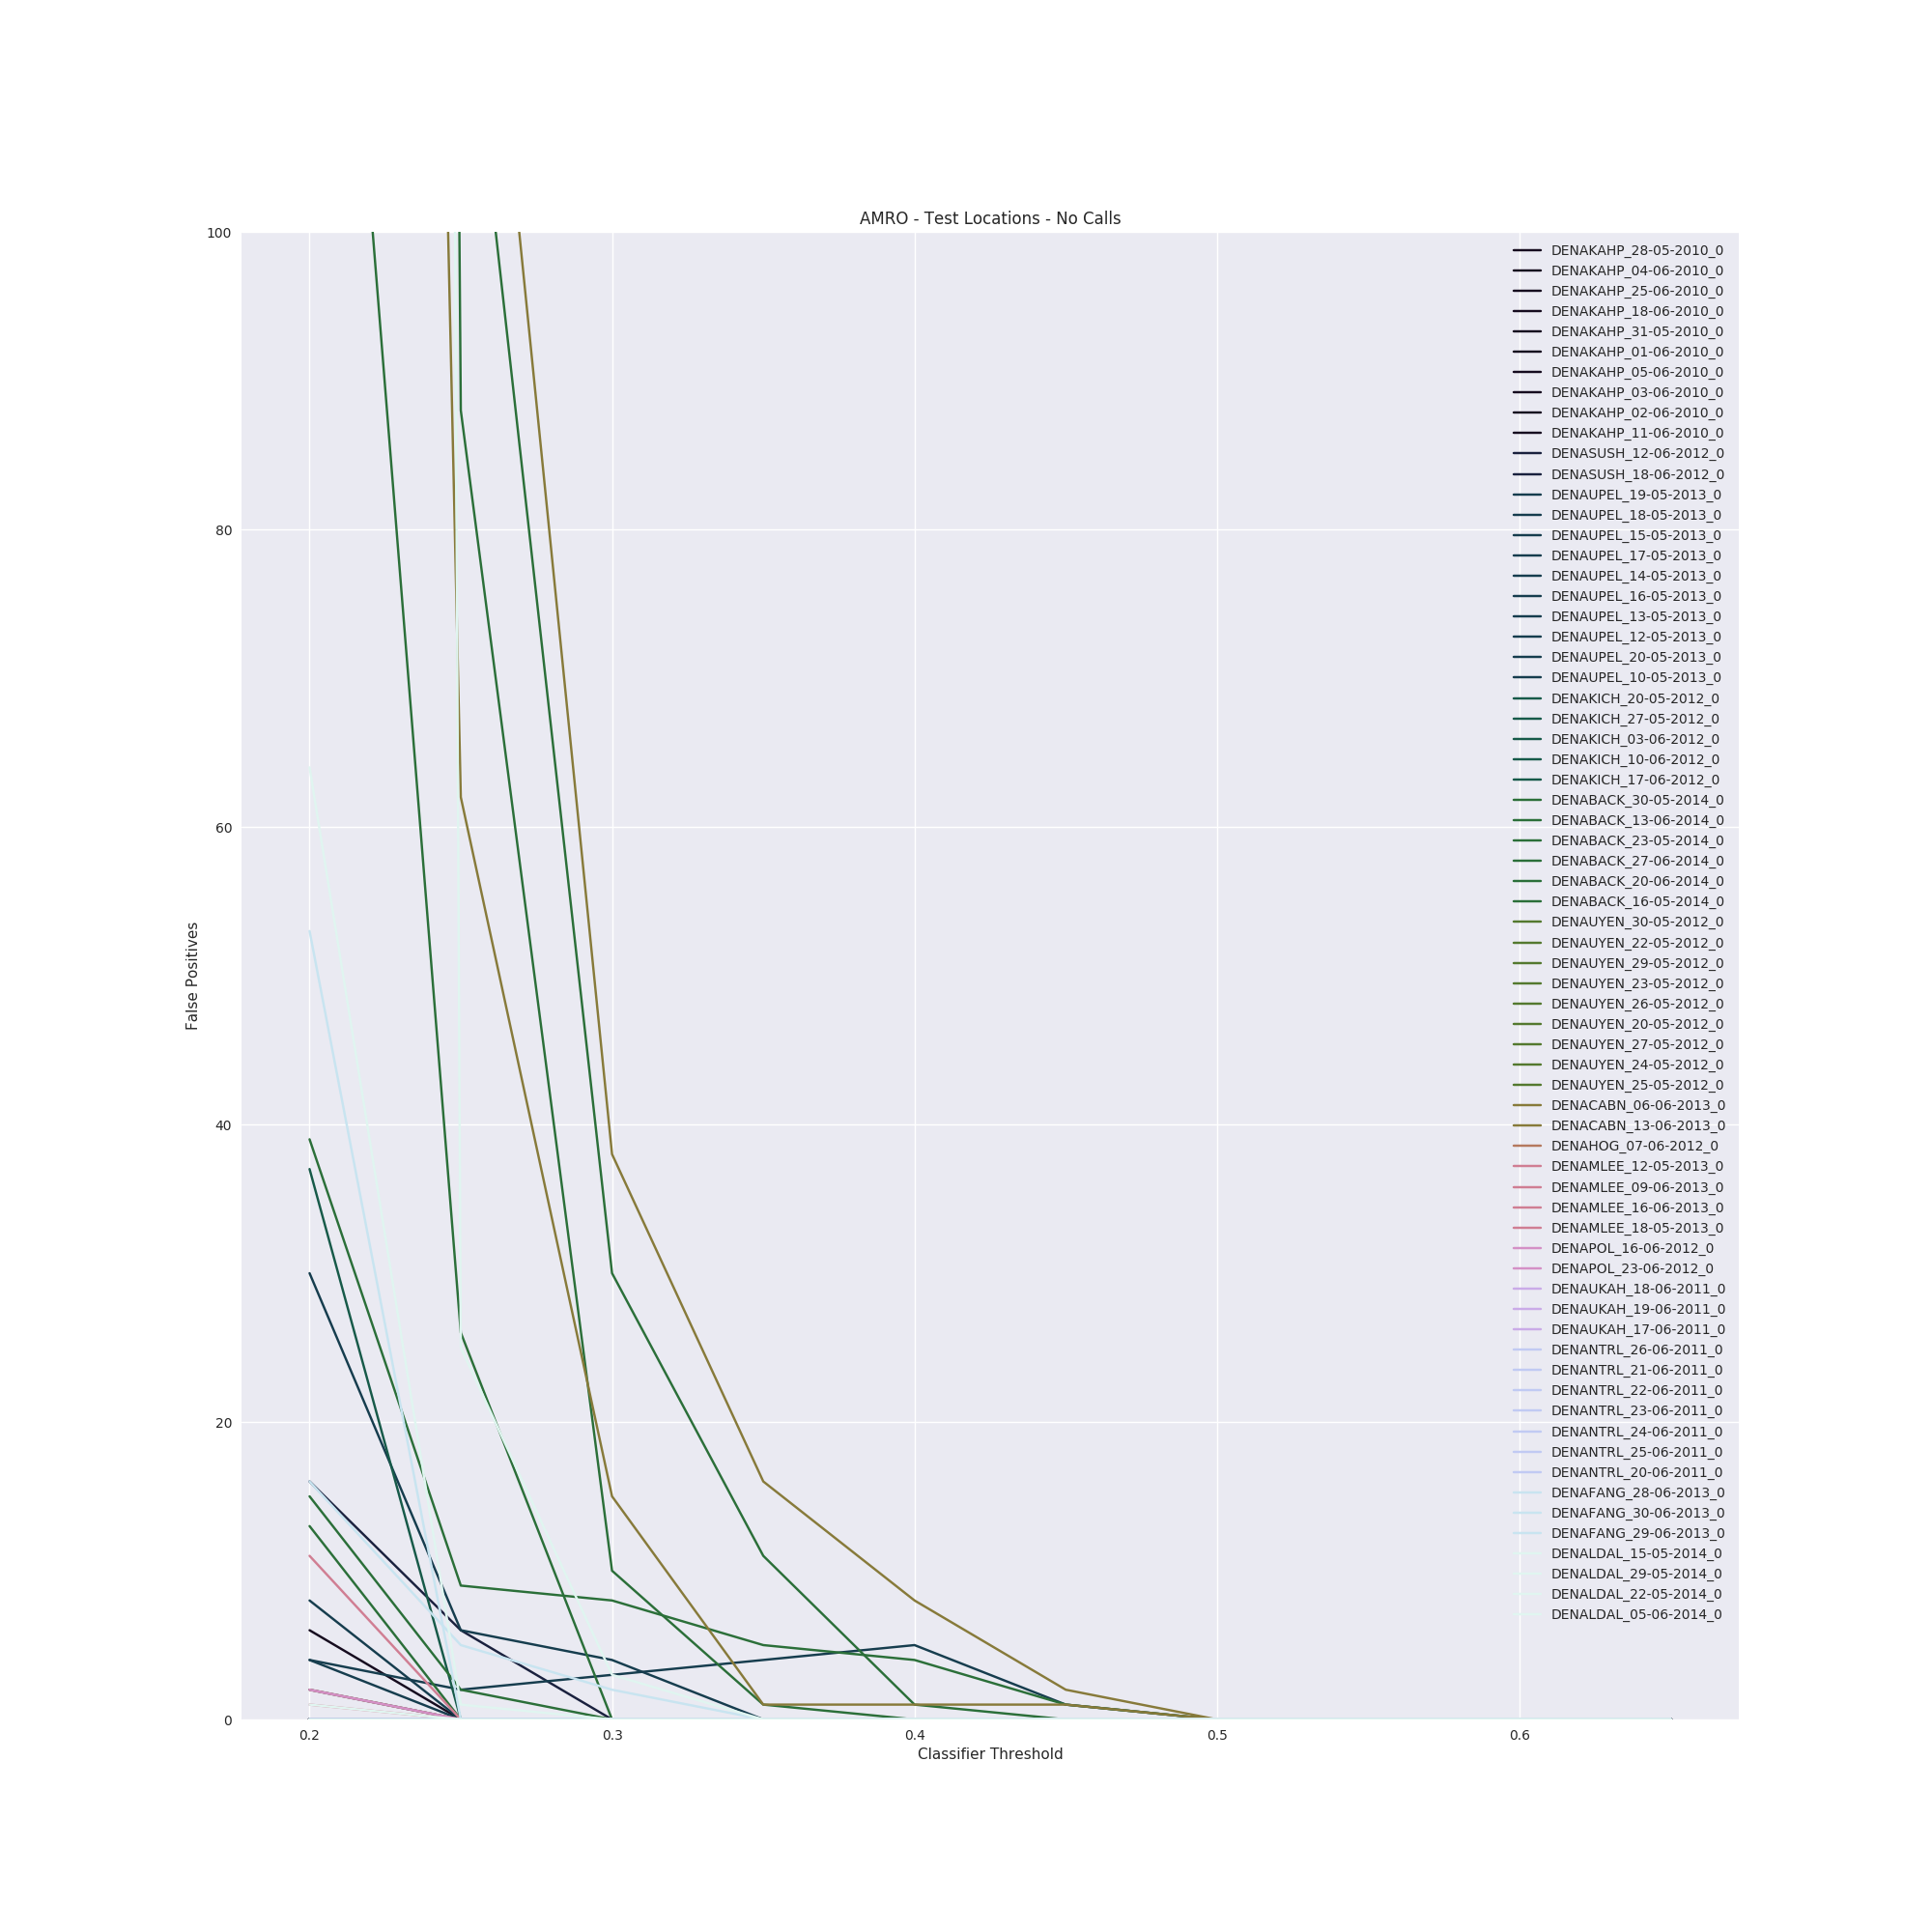 AMRO - Test Locations - No Calls
100
80
60
40
20
0
False Positives
0.2
0.3
0.4
0.5
0.6
Classifier Threshold
DENAKAHP_28-05-2010_0
DENAKAHP_04-06-2010_0
DENAKAHP_25-06-2010_0
DENAKAHP_18-06-2010_0
DENAKAHP_31-05-2010_0
DENAKAHP_01-06-2010_0
DENAKAHP_05-06-2010_0
DENAKAHP_03-06-2010_0
DENAKAHP_02-06-2010_0
DENAKAHP_11-06-2010_0
DENASUSH_12-06-2012_0
DENASUSH_18-06-2012_0
DENAUPEL_19-05-2013_0
DENAUPEL_18-05-2013_0
DENAUPEL_15-05-2013_0
DENAUPEL_17-05-2013_0
DENAUPEL_14-05-2013_0
DENAUPEL_16-05-2013_0
DENAUPEL_13-05-2013_0
DENAUPEL_12-05-2013_0
DENAUPEL_20-05-2013_0
DENAUPEL_10-05-2013_0
DENAKICH_20-05-2012_0
DENAKICH_27-05-2012_0
DENAKICH_03-06-2012_0
DENAKICH_10-06-2012_0
DENAKICH_17-06-2012_0
DENABACK_30-05-2014_0
DENABACK_13-06-2014_0
DENABACK_23-05-2014_0
DENABACK_27-06-2014_0
DENABACK_20-06-2014_0
DENABACK_16-05-2014_0
DENAUYEN_30-05-2012_0
DENAUYEN_22-05-2012_0
DENAUYEN_29-05-2012_0
DENAUYEN_23-05-2012_0
DENAUYEN_26-05-2012_0
DENAUYEN_20-05-2012_0
DENAUYEN_27-05-2012_0
DENAUYEN_24-05-2012_0
DENAUYEN_25-05-2012_0
DENACABN_06-06-2013_0
DENACABN_13-06-2013_0
DENAHOG_07-06-2012_0
DENAMLEE_12-05-2013_0
DENAMLEE_09-06-2013_0
DENAMLEE_16-06-2013_0
DENAMLEE_18-05-2013_0
DENAPOL_16-06-2012_0
DENAPOL_23-06-2012_0
DENAUKAH_18-06-2011_0
DENAUKAH_19-06-2011_0
DENAUKAH_17-06-2011_0
DENANTRL_26-06-2011_0
DENANTRL_21-06-2011_0
DENANTRL_22-06-2011_0
DENANTRL_23-06-2011_0
DENANTRL_24-06-2011_0
DENANTRL_25-06-2011_0
DENANTRL_20-06-2011_0
DENAFANG_28-06-2013_0
DENAFANG_30-06-2013_0
DENAFANG_29-06-2013_0
DENALDAL_15-05-2014_0
DENALDAL_29-05-2014_0
DENALDAL_22-05-2014_0
DENALDAL_05-06-2014_0